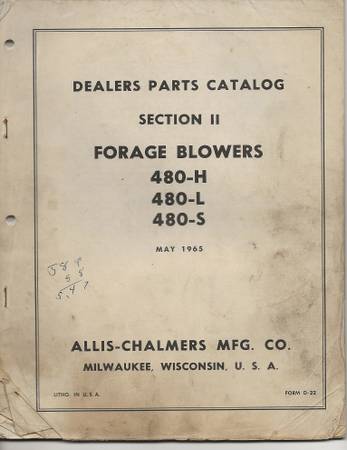 DEALERS PARTS CATALOG
SECTION II
FORAGE BLOWERS
480-H
480-L
480-S
MAY 1965
ALLIS-CHALMERS MFG. CO.
MILWAUKEE, WISCONSIN, U. S. A.
LITHO. IN U.S.A. FORM D-22